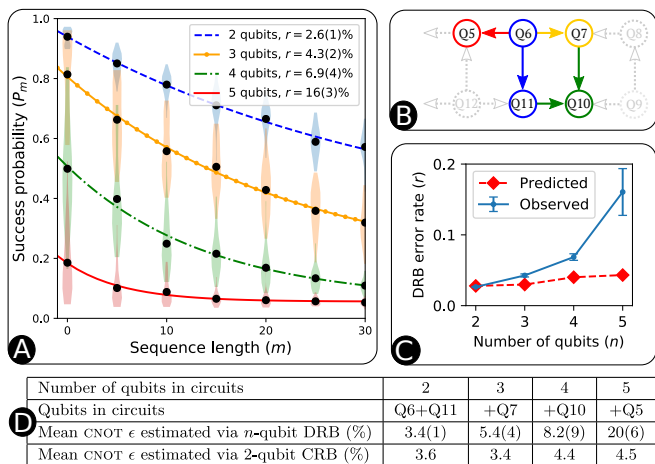 1.0
0.8
0.6
0.4
0.2
0.0
Success probability (Pₘ)
2 qubits, r = 2.6(1)%
3 qubits, r = 4.3(2)%
4 qubits, r = 6.9(4)%
5 qubits, r = 16(3)%
0 10 20 30
Sequence length (m)
A
Q5 Q6 Q7 Q8
Q12 Q11 Q10 Q9
B
0.2
0.1
0.0
DRB error rate (r)
Predicted
Observed
2 3 4 5
Number of qubits (n)
C
D
Number of qubits in circuits 2 3 4 5
Qubits in circuits Q6+Q11 +Q7 +Q10 +Q5
Mean CNOT ϵ estimated via n-qubit DRB (%) 3.4(1) 5.4(4) 8.2(9) 20(6)
Mean CNOT ϵ estimated via 2-qubit CRB (%) 3.6 3.4 4.4 4.5